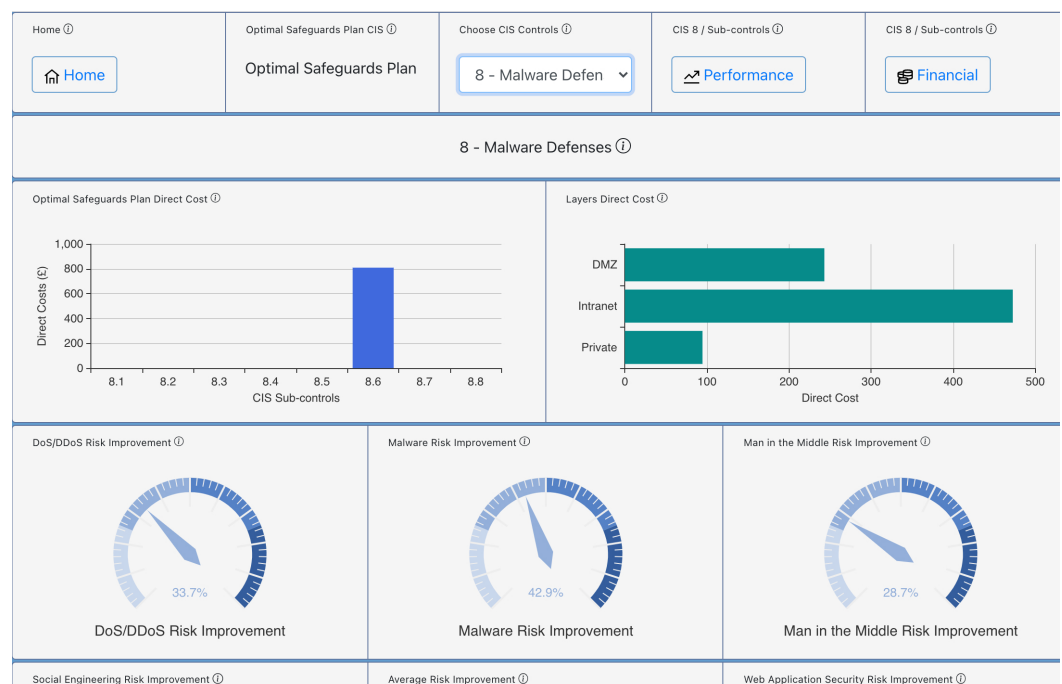 Home ⓘ
Optimal Safeguards Plan CIS ⓘ
Choose CIS Controls ⓘ
CIS 8 / Sub-controls ⓘ
CIS 8 / Sub-controls ⓘ
Home
Optimal Safeguards Plan
8 - Malware Defen
Performance
Financial
8 - Malware Defenses ⓘ
Optimal Safeguards Plan Direct Cost ⓘ
Direct Costs (£)
1,000
800
600
400
200
0
8.1 8.2 8.3 8.4 8.5 8.6 8.7 8.8
CIS Sub-controls
Layers Direct Cost ⓘ
DMZ
Intranet
Private
0 100 200 300 400 500
Direct Cost
DoS/DDoS Risk Improvement ⓘ
33.7%
DoS/DDoS Risk Improvement
Malware Risk Improvement ⓘ
42.9%
Malware Risk Improvement
Man in the Middle Risk Improvement ⓘ
28.7%
Man in the Middle Risk Improvement
Social Engineering Risk Improvement ⓘ
Average Risk Improvement ⓘ
Web Application Security Risk Improvement ⓘ